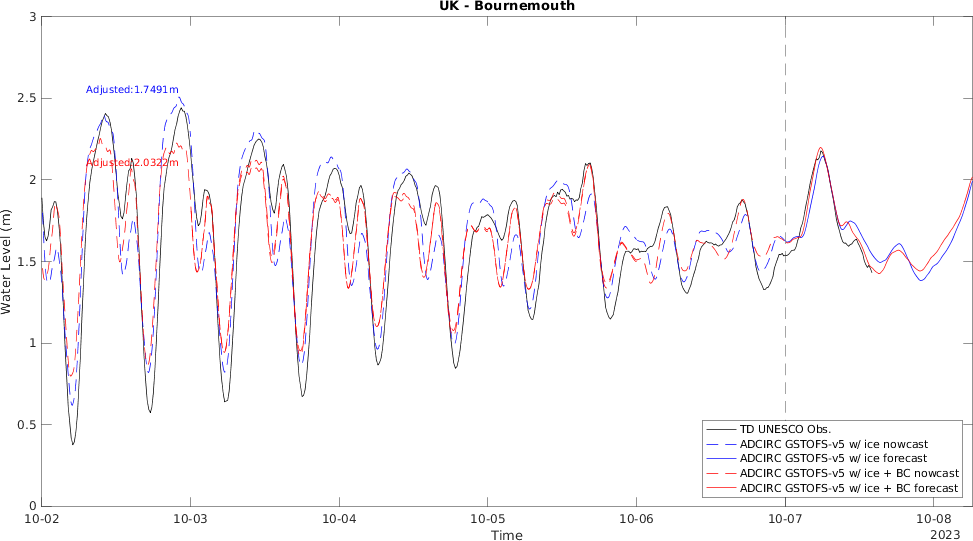 UK - Bournemouth
3
2.5
2
1.5
1
0.5
0
Water Level (m)
Adjusted:1.7491m
Adjusted:2.0322m
TD UNESCO Obs.
ADCIRC GSTOFS-v5 w/ ice nowcast
ADCIRC GSTOFS-v5 w/ ice forecast
ADCIRC GSTOFS-v5 w/ ice + BC nowcast
ADCIRC GSTOFS-v5 w/ ice + BC forecast
10-02 10-03 10-04 10-05 10-06 10-07 10-08
Time
2023